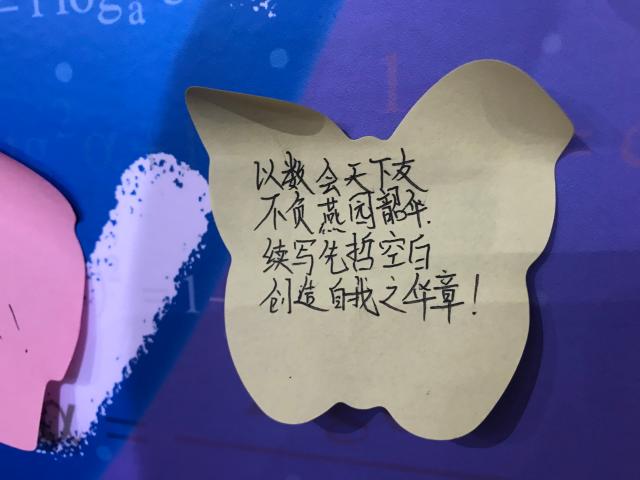 以数会天下友
不负燕园韶华.
续写先哲空白
创造自我之华章！